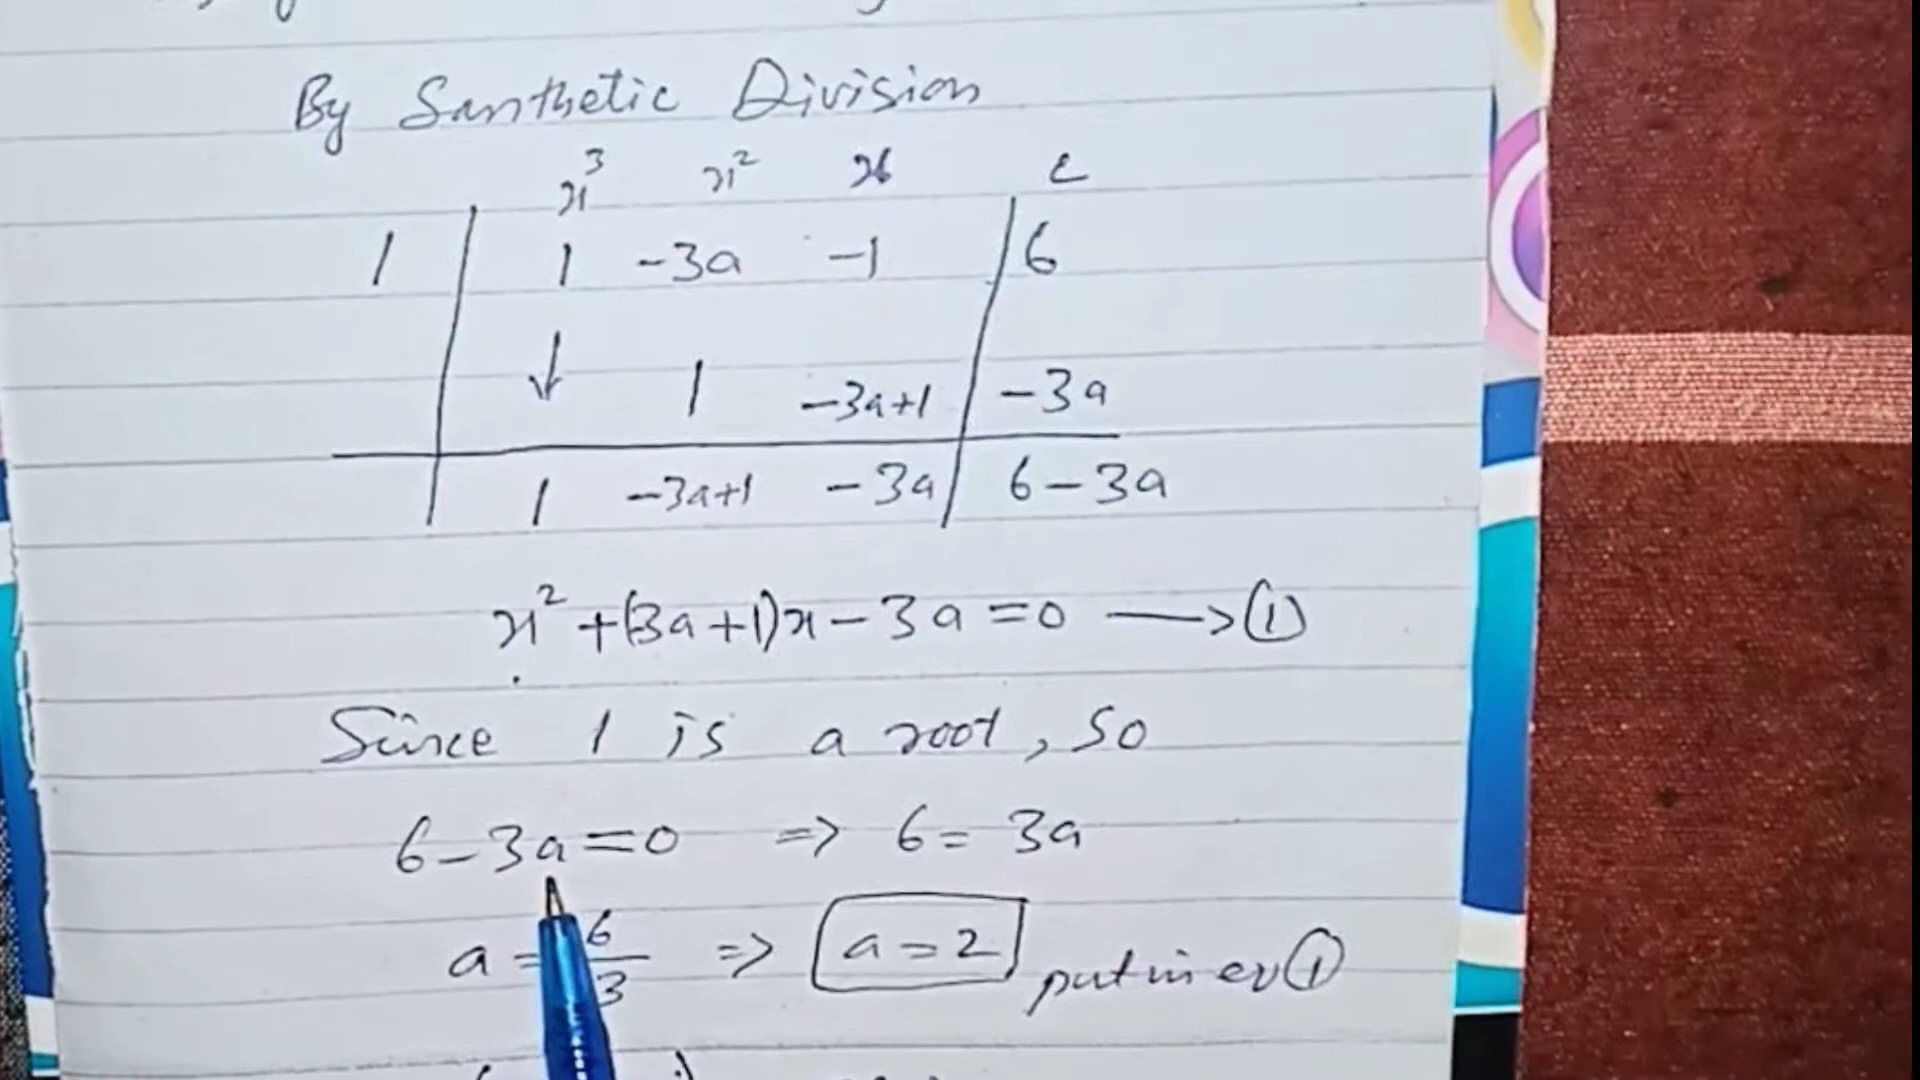 By Santhetic Division
x³ x² x c
1 1 -3a -1 6
↓ 1 -3a+1 -3a
1 -3a+1 -3a 6-3a
x²+(-3a+1)x-3a=0 → ①
Since 1 is a root, So
6-3a=0 => 6=3a
a=6/3 => a=2 put in eq ①